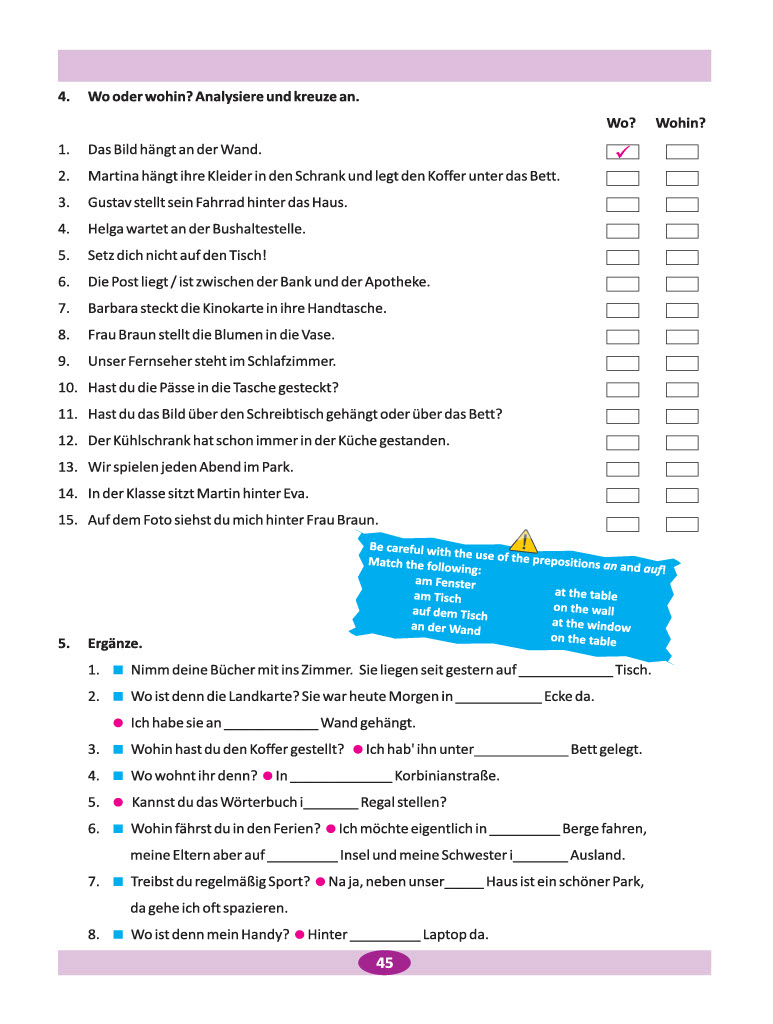 4. Wo oder wohin? Analysiere und kreuze an.
Wo? Wohin?
1. Das Bild hängt an der Wand. ✓
2. Martina hängt ihre Kleider in den Schrank und legt den Koffer unter das Bett.
3. Gustav stellt sein Fahrrad hinter das Haus.
4. Helga wartet an der Bushaltestelle.
5. Setz dich nicht auf den Tisch!
6. Die Post liegt / ist zwischen der Bank und der Apotheke.
7. Barbara steckt die Kinokarte in ihre Handtasche.
8. Frau Braun stellt die Blumen in die Vase.
9. Unser Fernseher steht im Schlafzimmer.
10. Hast du die Pässe in die Tasche gesteckt?
11. Hast du das Bild über den Schreibtisch gehängt oder über das Bett?
12. Der Kühlschrank hat schon immer in der Küche gestanden.
13. Wir spielen jeden Abend im Park.
14. In der Klasse sitzt Martin hinter Eva.
15. Auf dem Foto siehst du mich hinter Frau Braun.
!
Be careful with the use of the prepositions an and auf!
Match the following:
am Fenster at the table
am Tisch on the wall
auf dem Tisch at the window
an der Wand on the table
5. Ergänze.
1. ■ Nimm deine Bücher mit ins Zimmer. Sie liegen seit gestern auf ____________ Tisch.
2. ■ Wo ist denn die Landkarte? Sie war heute Morgen in ___________ Ecke da.
● Ich habe sie an ____________ Wand gehängt.
3. ■ Wohin hast du den Koffer gestellt? ● Ich hab' ihn unter____________ Bett gelegt.
4. ■ Wo wohnt ihr denn? ● In _____________ Korbinianstraße.
5. ● Kannst du das Wörterbuch i_______ Regal stellen?
6. ■ Wohin fährst du in den Ferien? ● Ich möchte eigentlich in _________ Berge fahren,
meine Eltern aber auf _________ Insel und meine Schwester i_______ Ausland.
7. ■ Treibst du regelmäßig Sport? ● Na ja, neben unser_____ Haus ist ein schöner Park,
da gehe ich oft spazieren.
8. ■ Wo ist denn mein Handy? ● Hinter _________ Laptop da.
45